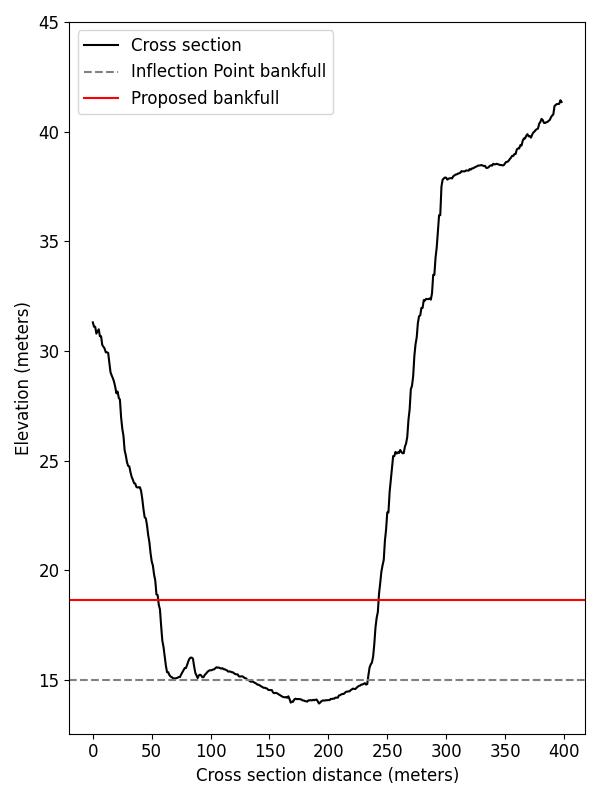 45
Cross section
Inflection Point bankfull
Proposed bankfull
40
35
30
25
20
15
Elevation (meters)
0 50 100 150 200 250 300 350 400
Cross section distance (meters)